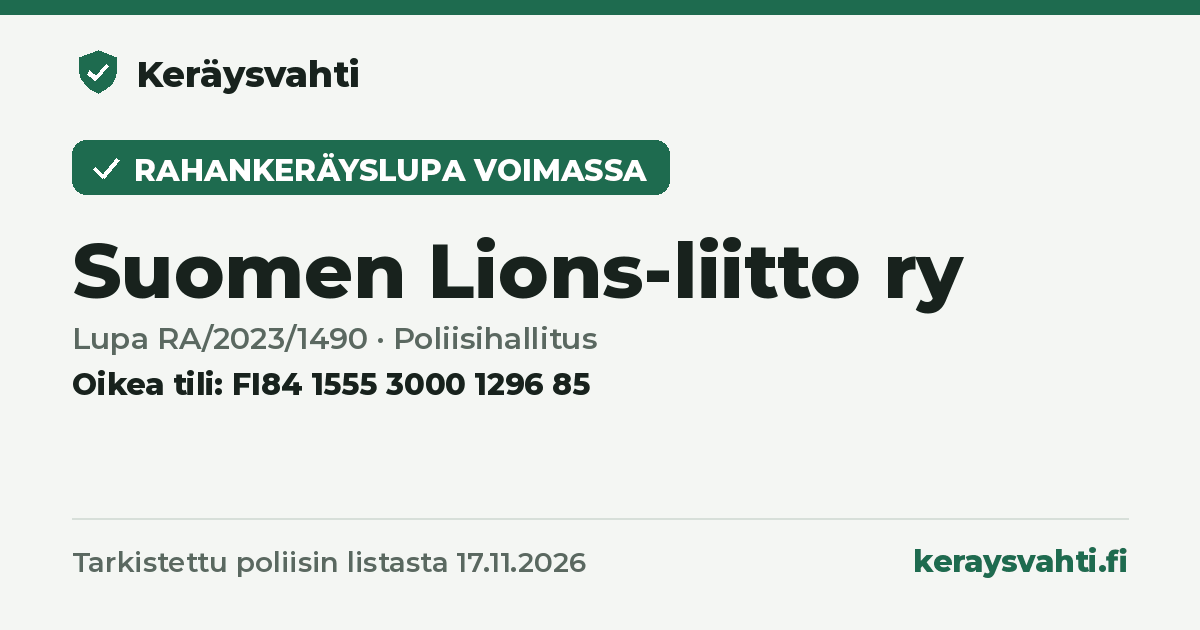 Keräysvahti
RAHANKERÄYSLUPA VOIMASSA
Suomen Lions-liitto ry
Lupa RA/2023/1490 · Poliisihallitus
Oikea tili: FI84 1555 3000 1296 85
Tarkistettu poliisin listasta 17.11.2026
keraysvahti.fi